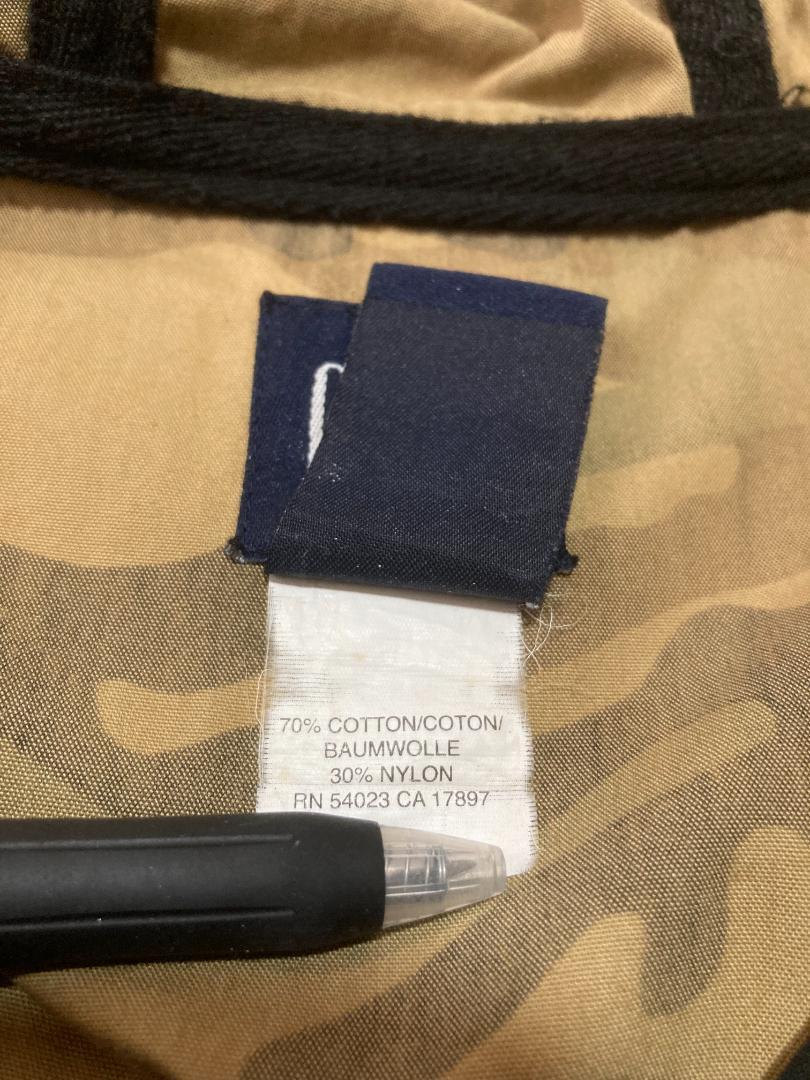 70% COTTON/COTON/
BAUMWOLLE
30% NYLON
RN 54023 CA 17897